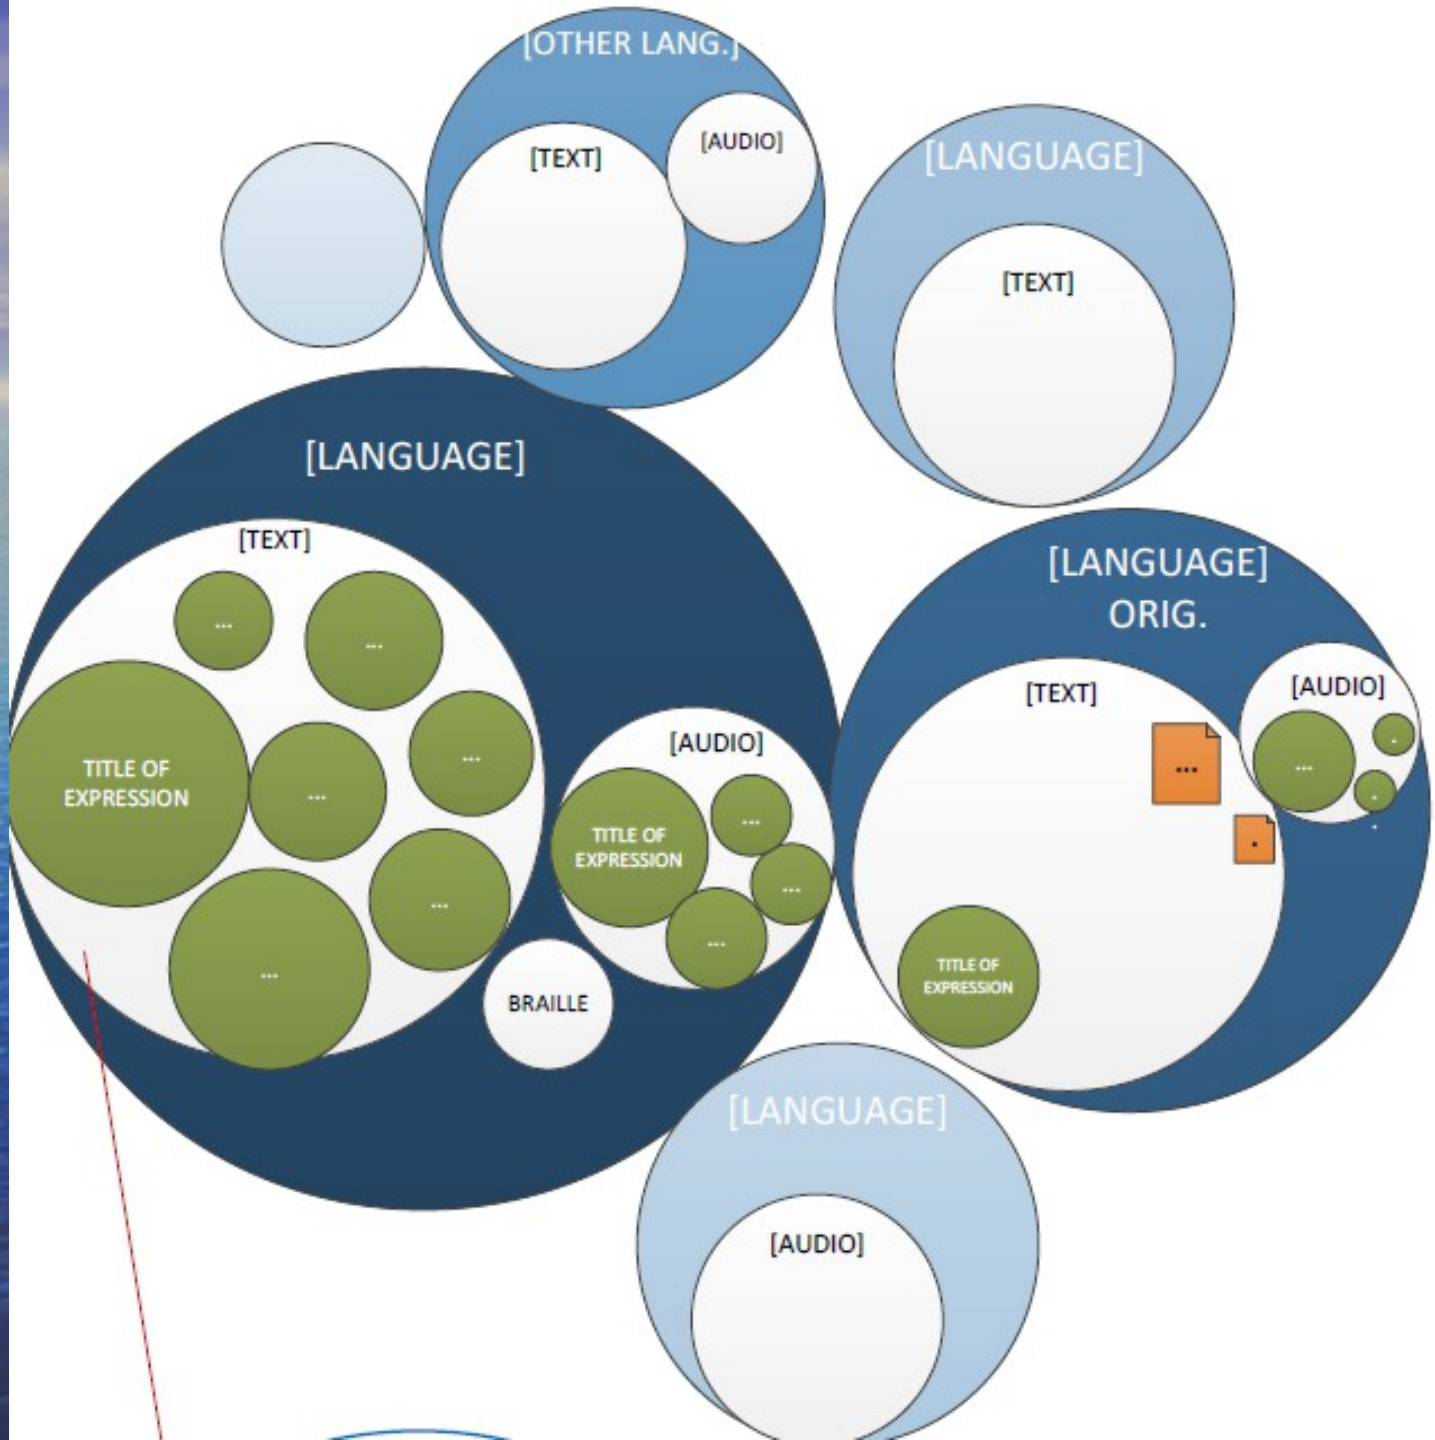 [OTHER LANG.]
[TEXT]
[AUDIO]
[LANGUAGE]
[TEXT]
[LANGUAGE]
[TEXT]
...
...
...
TITLE OF
EXPRESSION
...
...
...
[AUDIO]
TITLE OF
EXPRESSION
...
...
...
BRAILLE
[LANGUAGE]
ORIG.
[TEXT]
...
.
TITLE OF
EXPRESSION
[AUDIO]
...
.
.
.
[LANGUAGE]
[AUDIO]